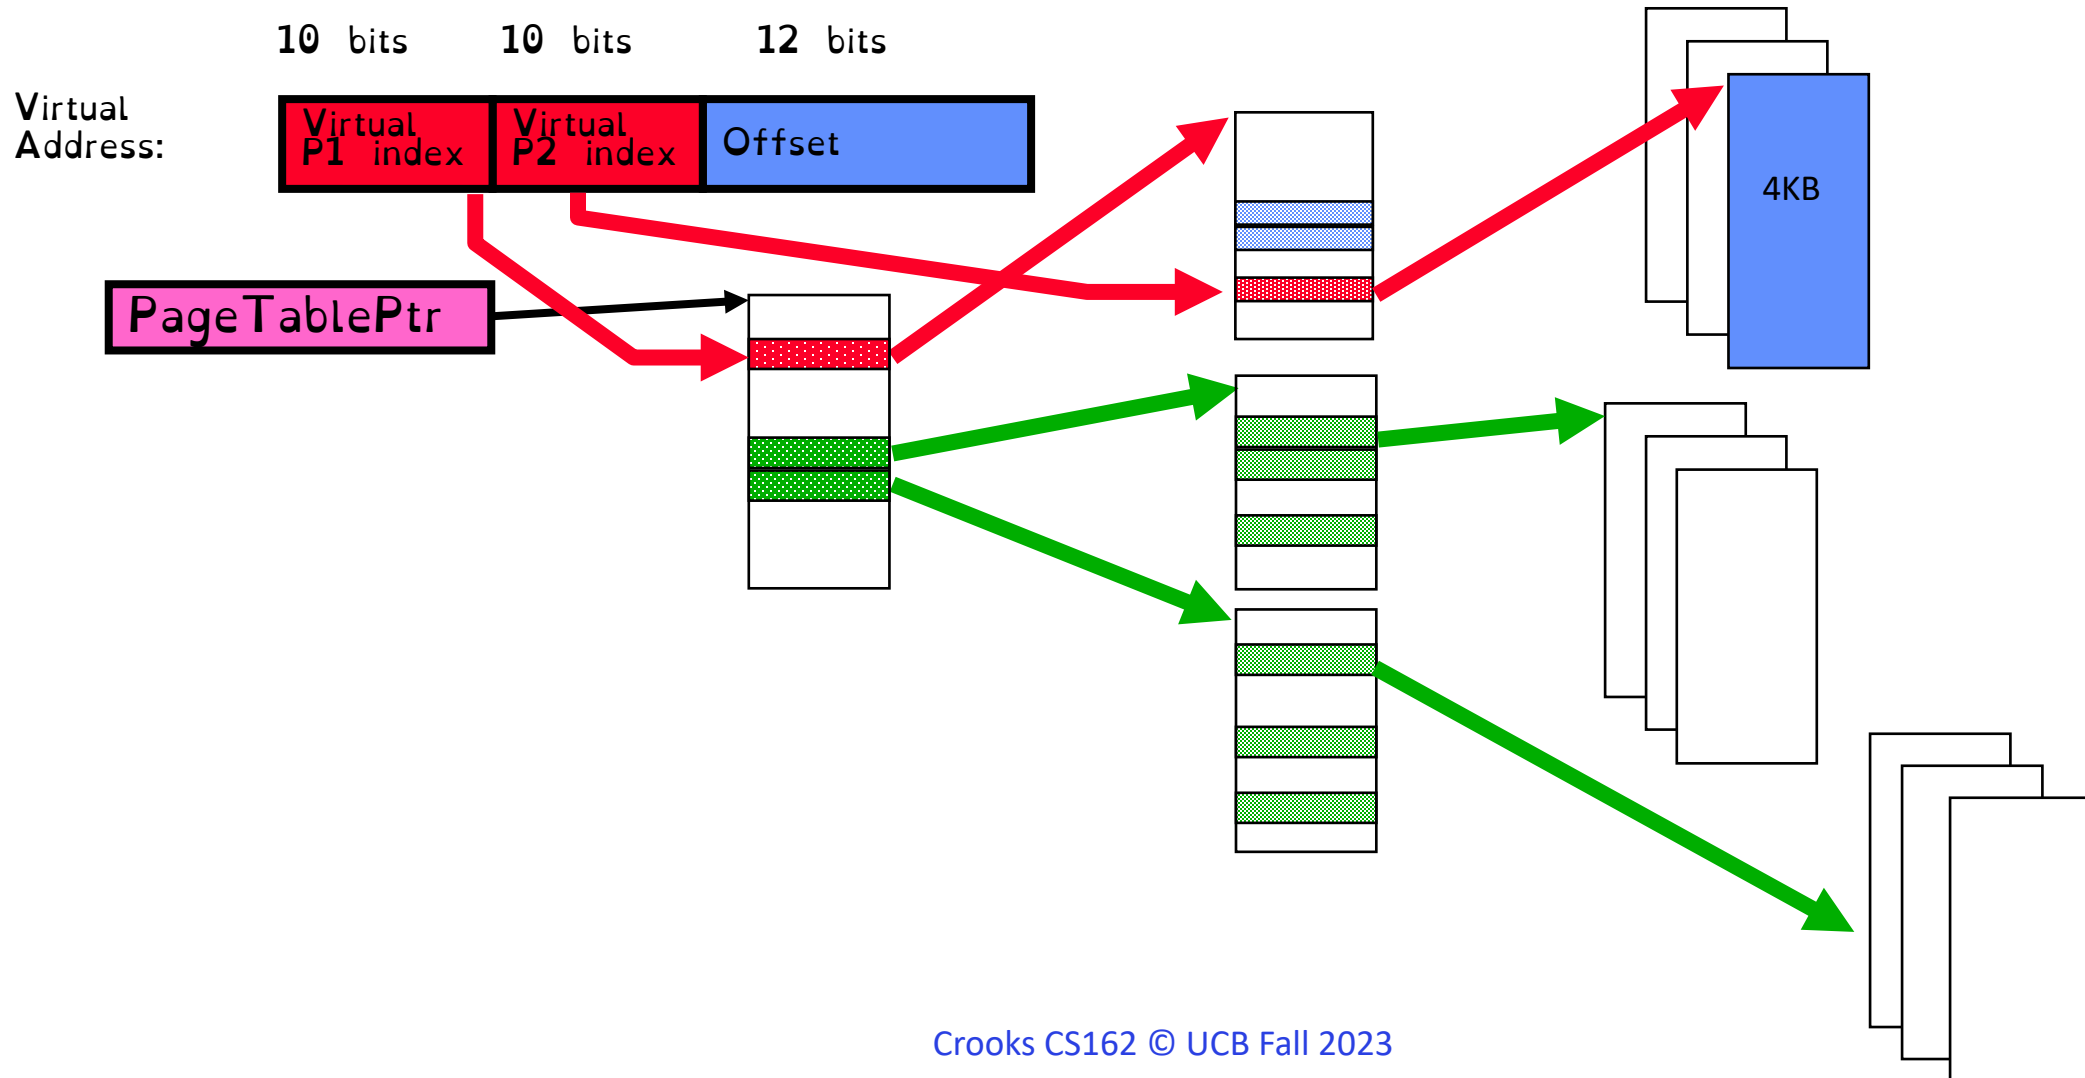 10 bits 10 bits 12 bits
Virtual
Address:
Virtual
P1 index
Virtual
P2 index
Offset
4KB
PageTablePtr
Crooks CS162 © UCB Fall 2023